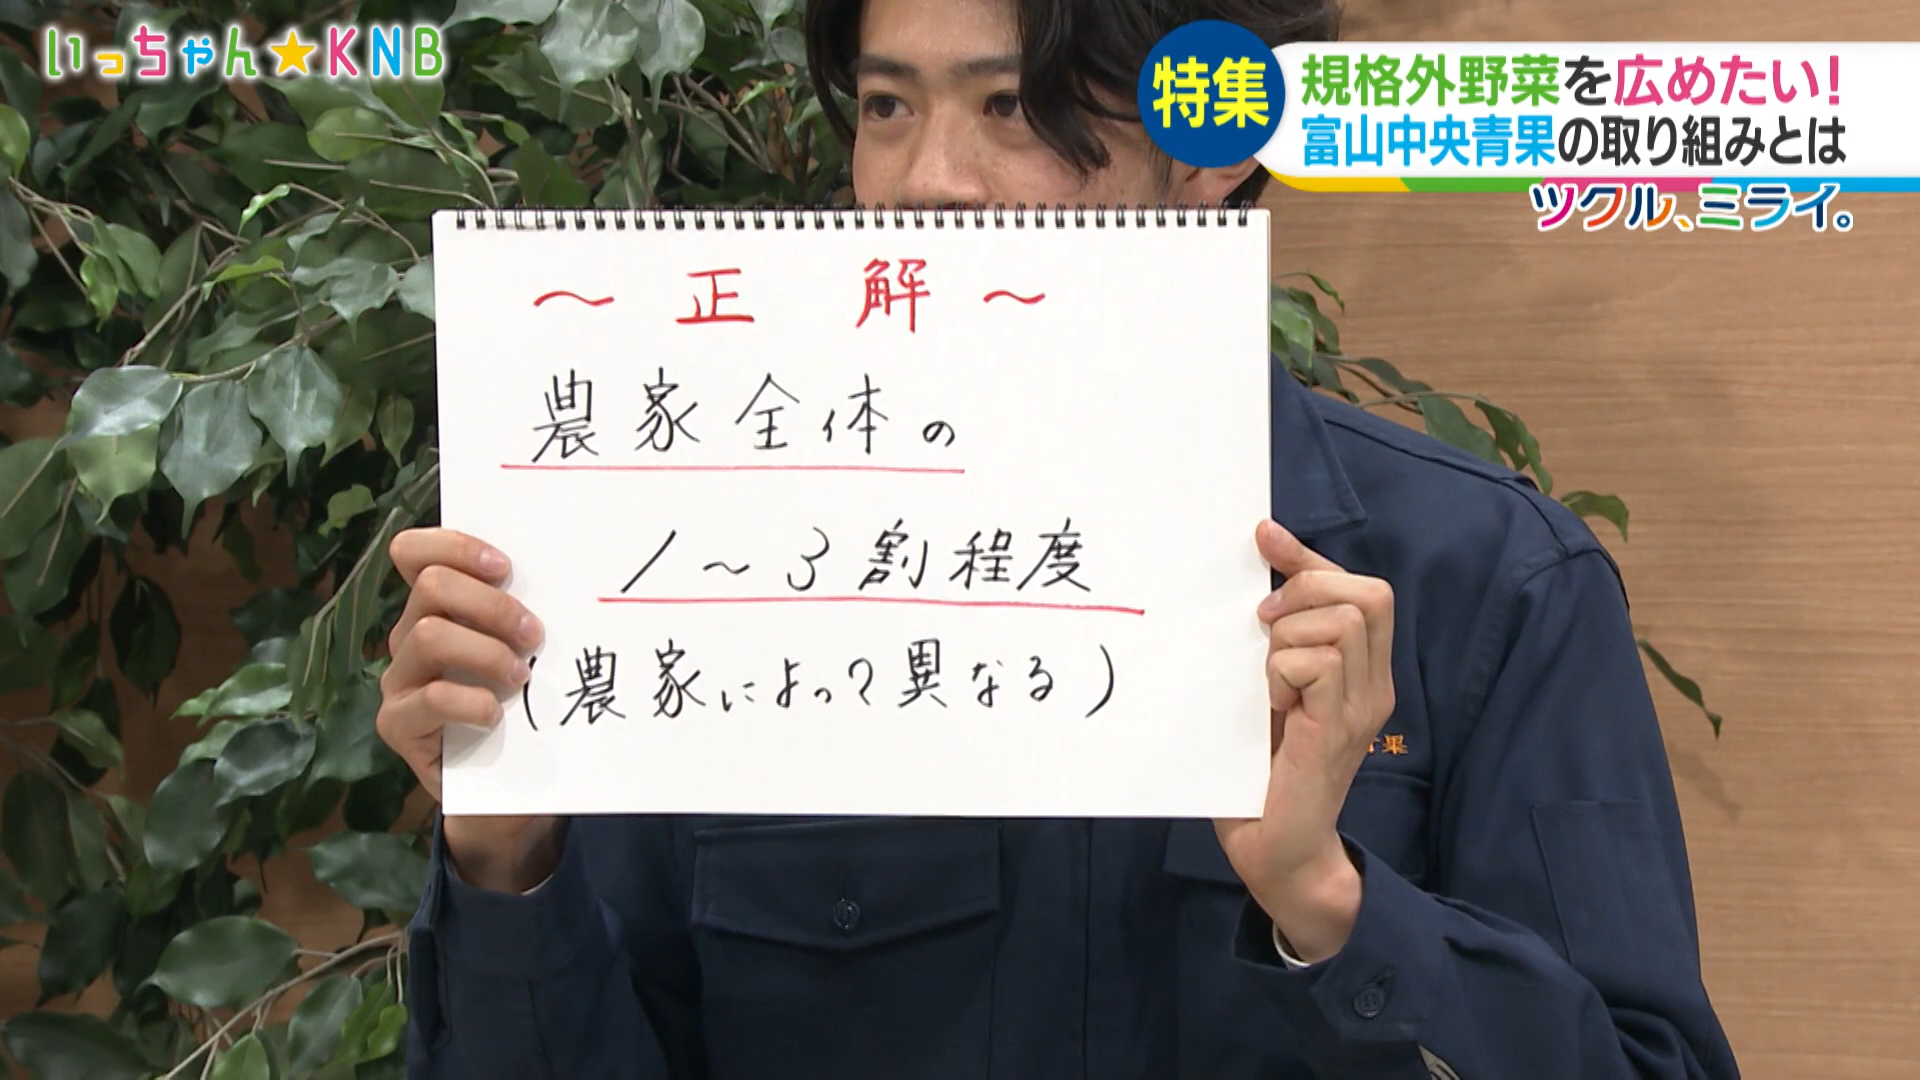 いっちゃん★KNB
特集
規格外野菜を広めたい!
富山中央青果の取り組みとは
ツクル、ミライ。
~ 正 解 ~
農家全体の
1~3割程度
(農家によって異なる)
青果